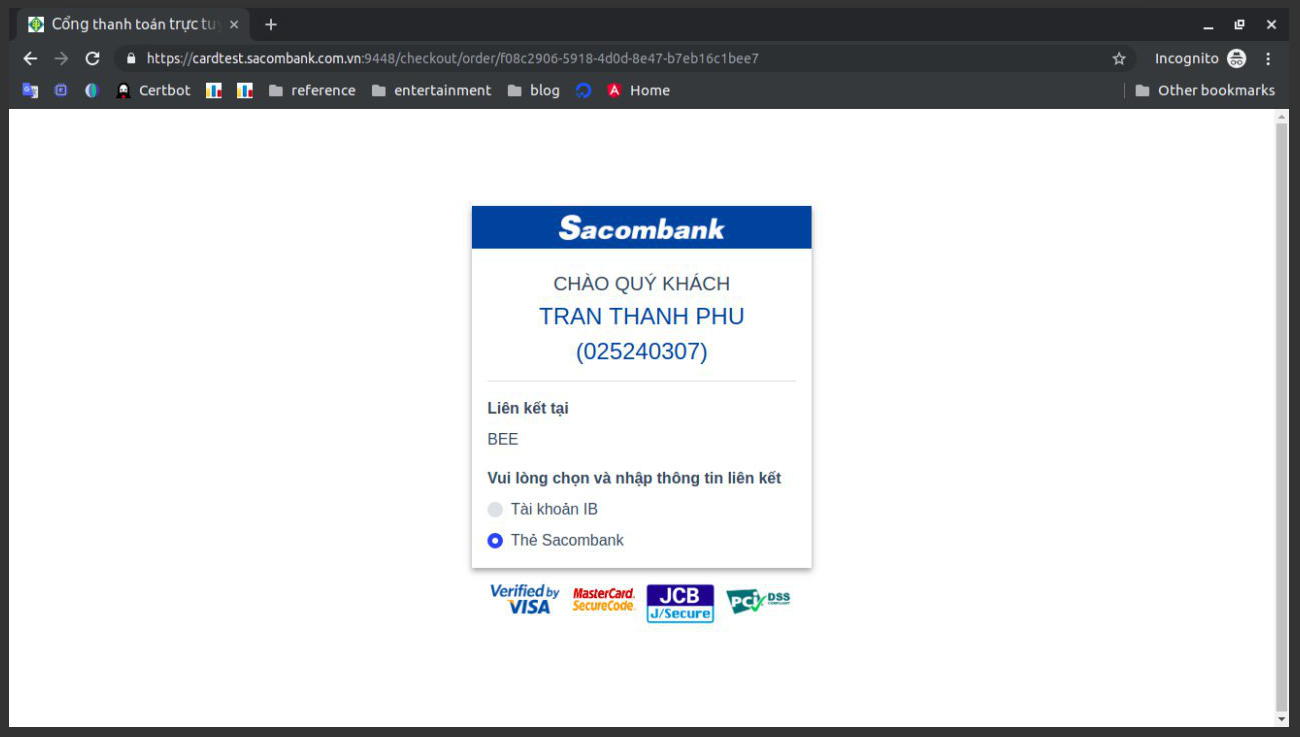 Cổng thanh toán trực tu
https://cardtest.sacombank.com.vn:9448/checkout/order/f08c2906-5918-4d0d-8e47-b7eb16c1bee7
Incognito
Certbot
reference
entertainment
blog
Home
Other bookmarks
Sacombank
CHÀO QUÝ KHÁCH
TRAN THANH PHU
(025240307)
Liên kết tại
BEE
Vui lòng chọn và nhập thông tin liên kết
Tài khoản IB
Thẻ Sacombank
Verified by
VISA
MasterCard.
SecureCode.
JCB
J/Secure
PCI DSS
COMPLIANT